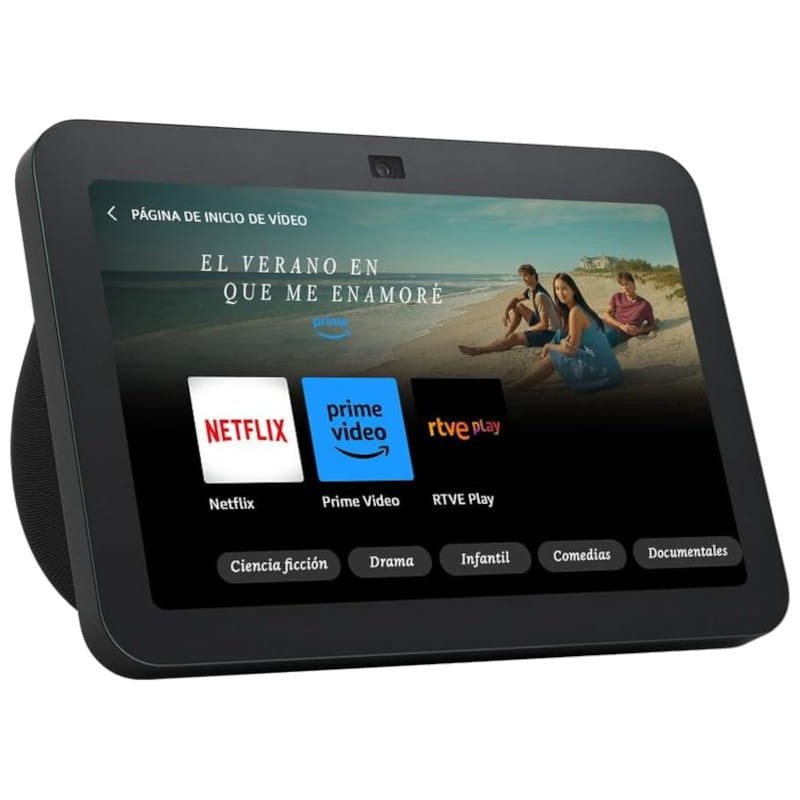 PÁGINA DE INICIO DE VÍDEO
EL VERANO EN
QUE ME ENAMORÉ
prime
NETFLIX
prime
video
rtve play
Netflix
Prime Video
RTVE Play
Ciencia ficción
Drama
Infantil
Comedias
Documentales